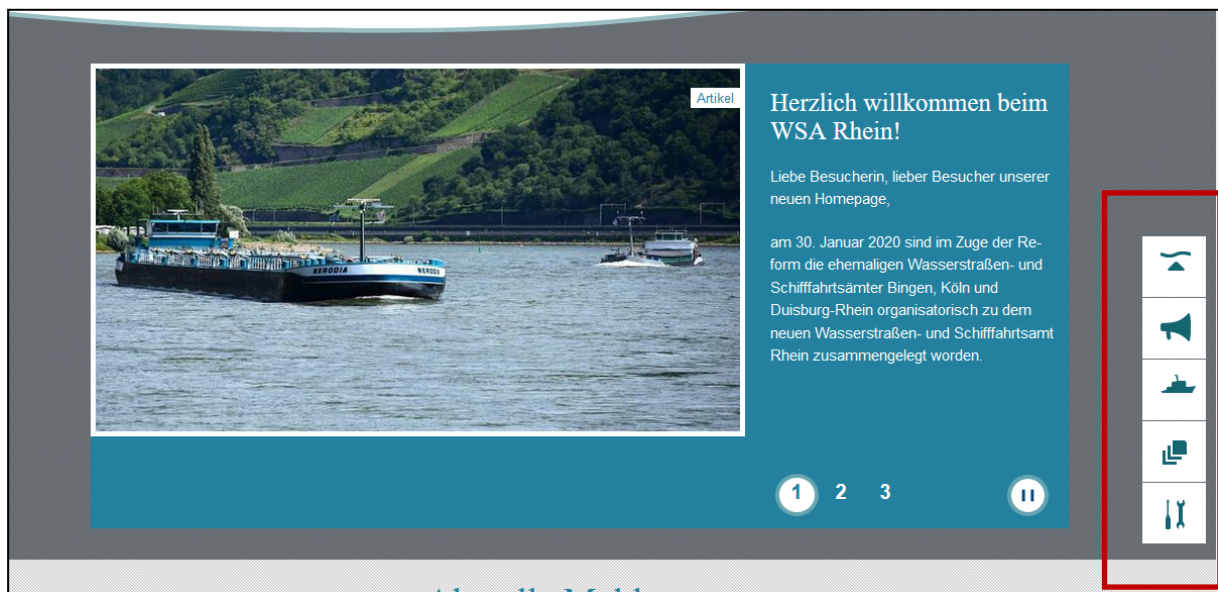 Artikel
Herzlich willkommen beim
WSA Rhein!
Liebe Besucherin, lieber Besucher unserer
neuen Homepage,
am 30. Januar 2020 sind im Zuge der Re-
form die ehemaligen Wasserstraßen- und
Schifffahrtsämter Bingen, Köln und
Duisburg-Rhein organisatorisch zu dem
neuen Wasserstraßen- und Schifffahrtsamt
Rhein zusammengelegt worden.
NERODIA NERODIA
1 2 3